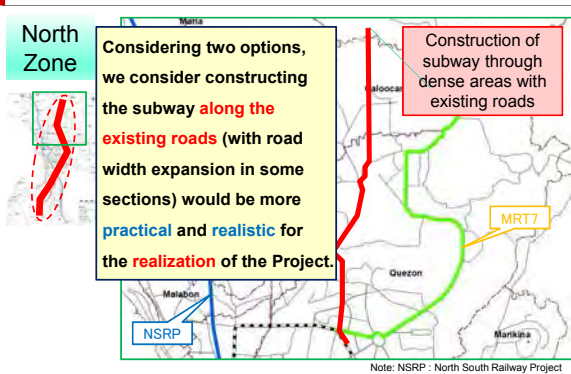 North
Zone
Considering two options,
we consider constructing
the subway along the
existing roads (with road
width expansion in some
sections) would be more
practical and realistic for
the realization of the Project.
Construction of
subway through
dense areas with
existing roads
MRT7
Quezon
Malabon
NSRP
Note: NSRP : North South Railway Project